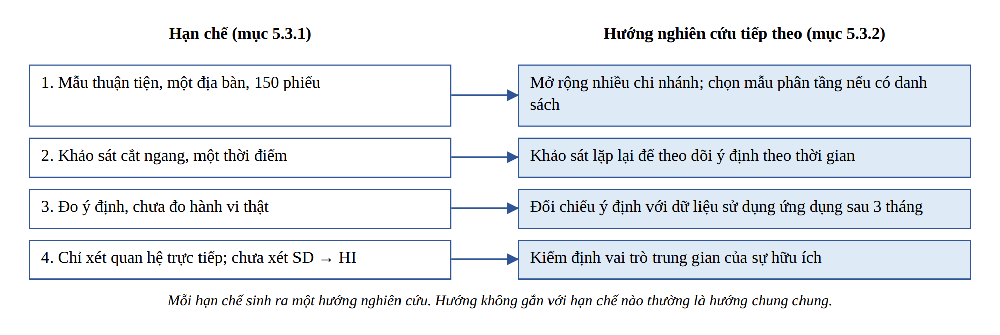 Hạn chế (mục 5.3.1)
Hướng nghiên cứu tiếp theo (mục 5.3.2)
1. Mẫu thuận tiện, một địa bàn, 150 phiếu
Mở rộng nhiều chi nhánh; chọn mẫu phân tầng nếu có danh
sách
2. Khảo sát cắt ngang, một thời điểm
Khảo sát lặp lại để theo dõi ý định theo thời gian
3. Đo ý định, chưa đo hành vi thật
Đối chiếu ý định với dữ liệu sử dụng ứng dụng sau 3 tháng
4. Chỉ xét quan hệ trực tiếp; chưa xét SD → HI
Kiểm định vai trò trung gian của sự hữu ích
Mỗi hạn chế sinh ra một hướng nghiên cứu. Hướng không gắn với hạn chế nào thường là hướng chung chung.